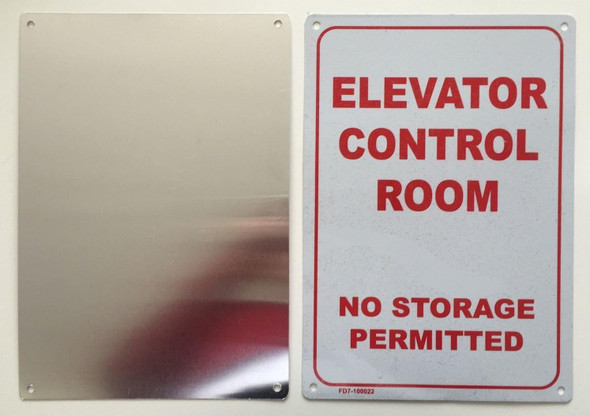 ELEVATOR
CONTROL
ROOM
NO STORAGE
PERMITTED
FD7-100022